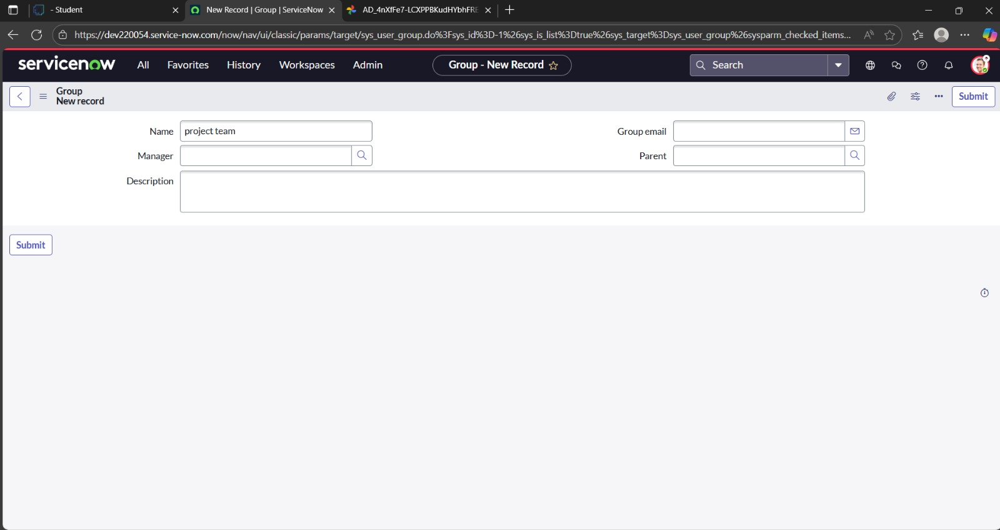 - Student
New Record | Group | ServiceNow
AD_4nXfFe7-LCXPPBKudHYbhFRE
https://dev220054.service-now.com/now/nav/ui/classic/params/target/sys_user_group.do%3Fsys_id%3D-1%26sys_is_list%3Dtrue%26sys_target%3Dsys_user_group%26sysparm_checked_items...
servicenow All Favorites History Workspaces Admin Group - New Record Search
Group
New record
Submit
Name project team Group email
Manager Parent
Description
Submit